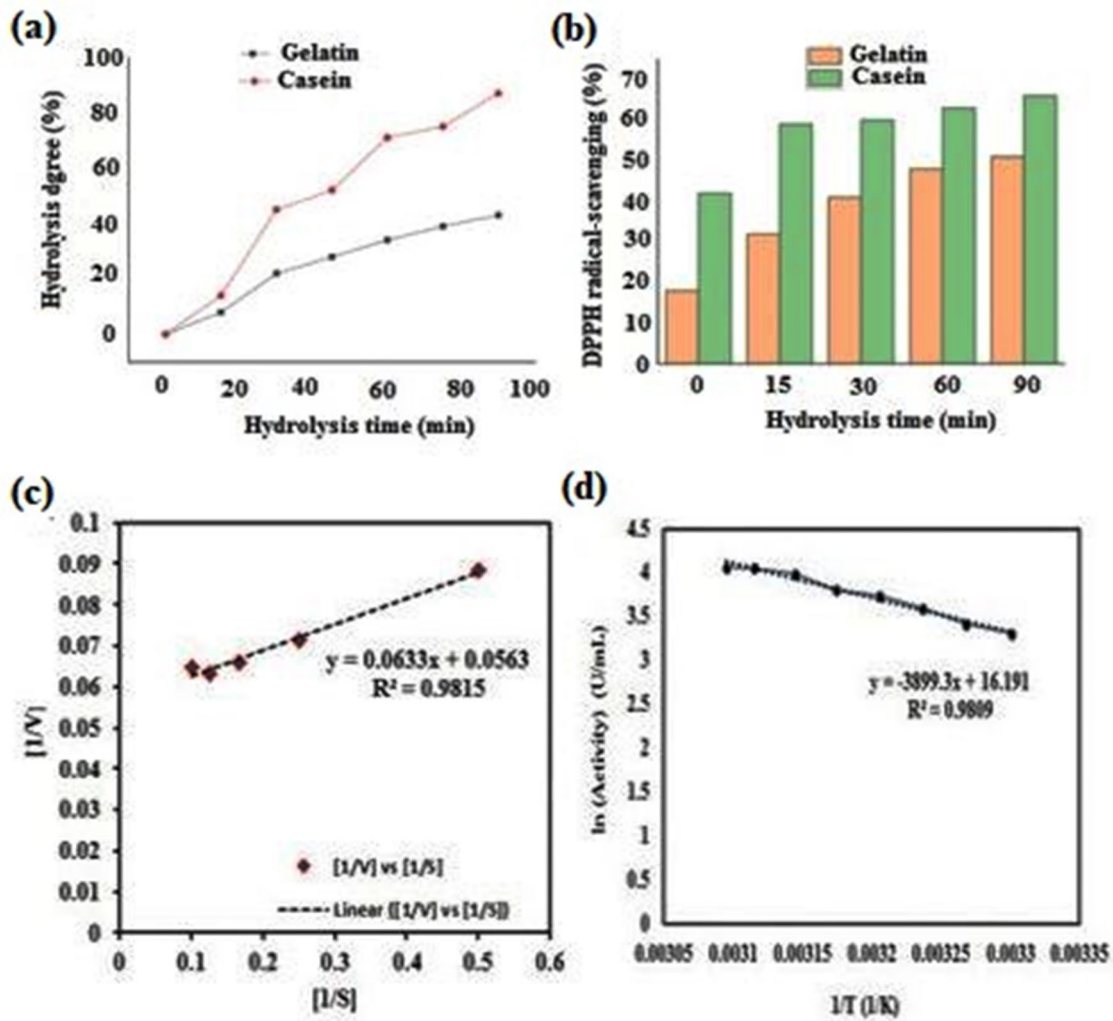 (a)
100
80
60
40
20
0
Hydrolysis dgree (%)
Gelatin
Casein
0 20 40 60 80 100
Hydrolysis time (min)
(b)
70
60
50
40
30
20
10
0
DPPH radical-scavenging (%)
Gelatin
Casein
0 15 30 60 90
Hydrolysis time (min)
(c)
0.1
0.09
0.08
0.07
0.06
0.05
0.04
0.03
0.02
0.01
0
[1/V]
y = 0.0633x + 0.0563
R² = 0.9815
[1/V] vs [1/S]
Linear ([1/V] vs [1/S])
0 0.1 0.2 0.3 0.4 0.5 0.6
[1/S]
(d)
4.5
4
3.5
3
2.5
2
1.5
1
0.5
0
ln (Activity) (U/mL)
y = -3899.3x + 16.191
R² = 0.9809
0.00305 0.0031 0.00315 0.0032 0.00325 0.0033 0.00335
1/T (1/K)